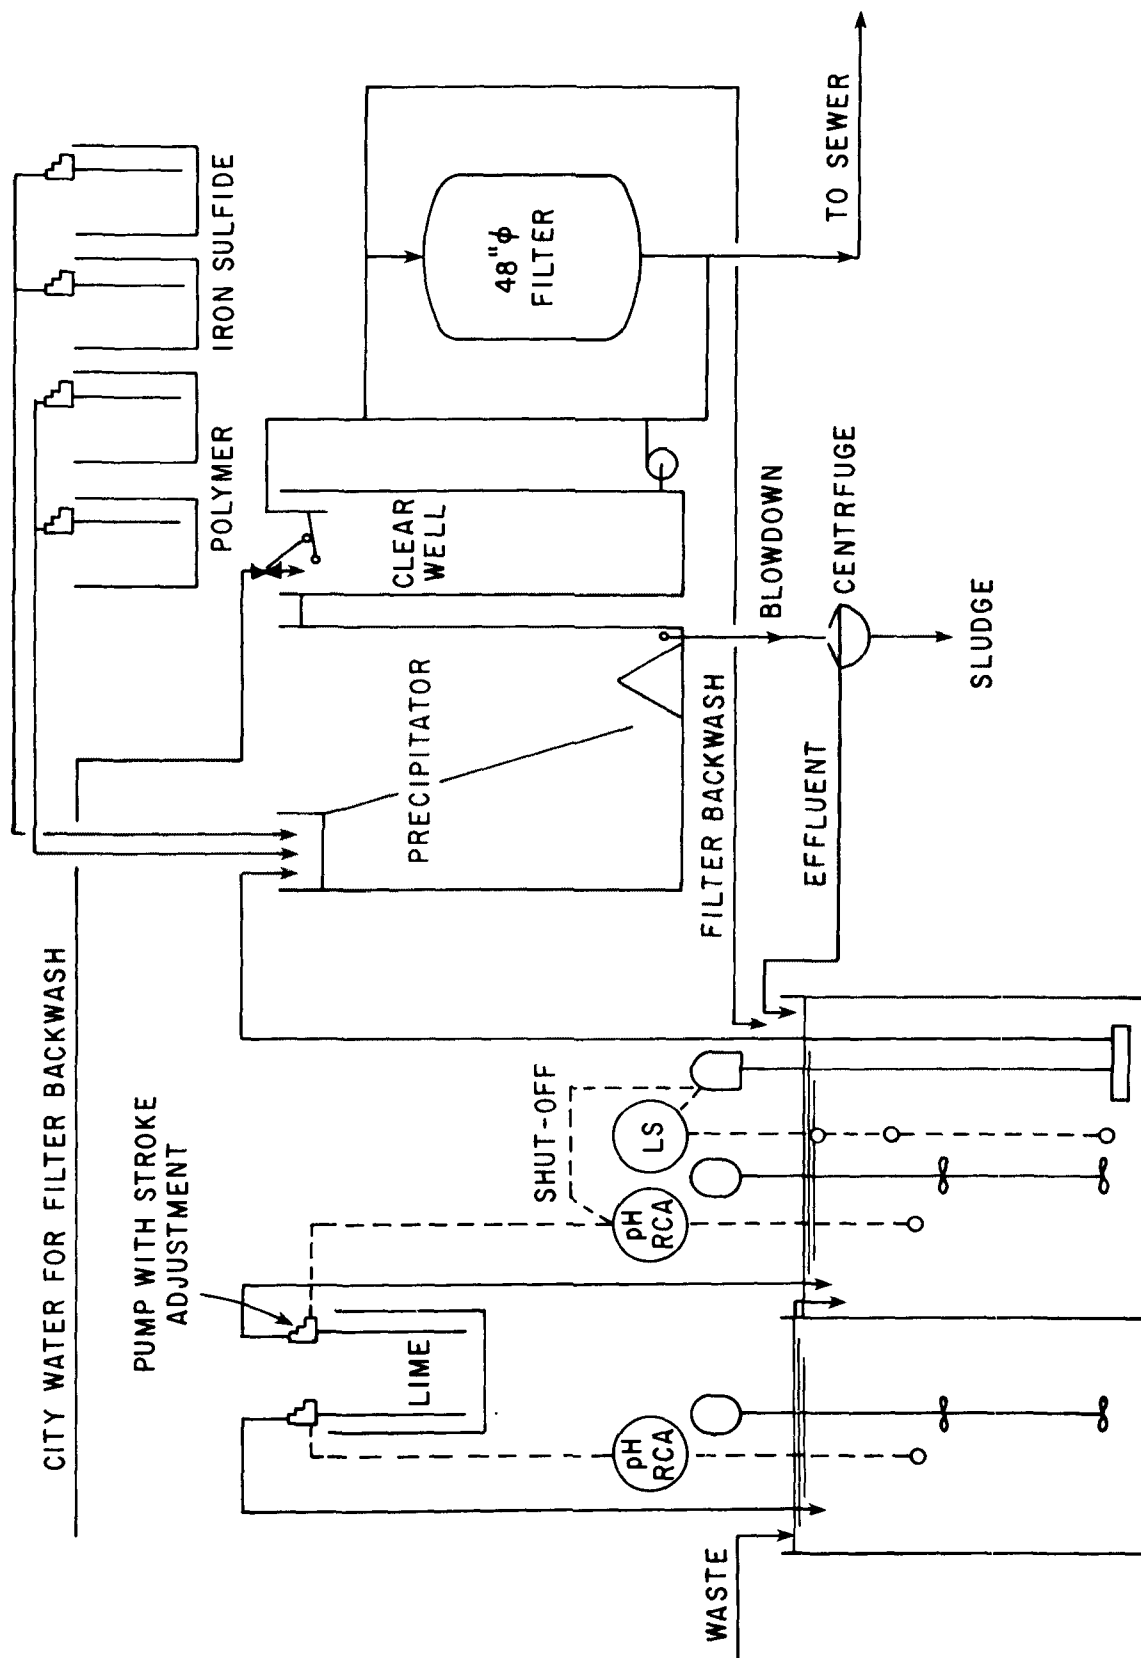 CITY WATER FOR FILTER BACKWASH
PUMP WITH STROKE
ADJUSTMENT
LIME
pH
RCA
WASTE
SHUT-OFF
pH
RCA
LS
PRECIPITATOR
FILTER BACKWASH
EFFLUENT
CLEAR
WELL
BLOWDOWN
CENTRFUGE
SLUDGE
POLYMER
IRON SULFIDE
48"ϕ
FILTER
TO SEWER